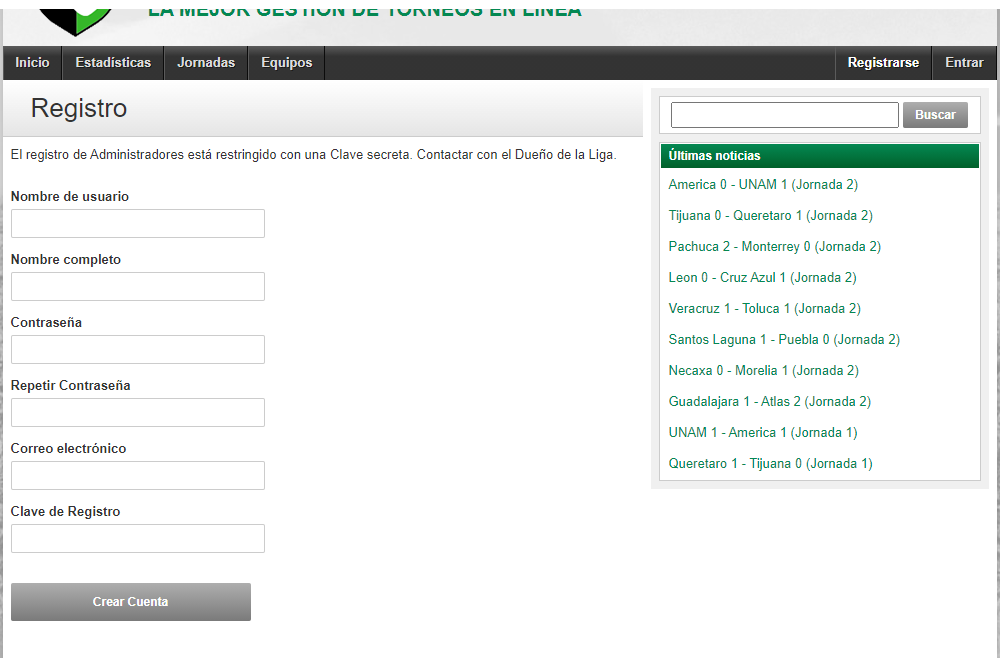 LA MEJOR GESTIÓN DE TORNEOS EN LÍNEA
Inicio Estadísticas Jornadas Equipos Registrarse Entrar
Registro
El registro de Administradores está restringido con una Clave secreta. Contactar con el Dueño de la Liga.
Nombre de usuario
Nombre completo
Contraseña
Repetir Contraseña
Correo electrónico
Clave de Registro
Crear Cuenta
Buscar
Últimas noticias
America 0 - UNAM 1 (Jornada 2)
Tijuana 0 - Queretaro 1 (Jornada 2)
Pachuca 2 - Monterrey 0 (Jornada 2)
Leon 0 - Cruz Azul 1 (Jornada 2)
Veracruz 1 - Toluca 1 (Jornada 2)
Santos Laguna 1 - Puebla 0 (Jornada 2)
Necaxa 0 - Morelia 1 (Jornada 2)
Guadalajara 1 - Atlas 2 (Jornada 2)
UNAM 1 - America 1 (Jornada 1)
Queretaro 1 - Tijuana 0 (Jornada 1)